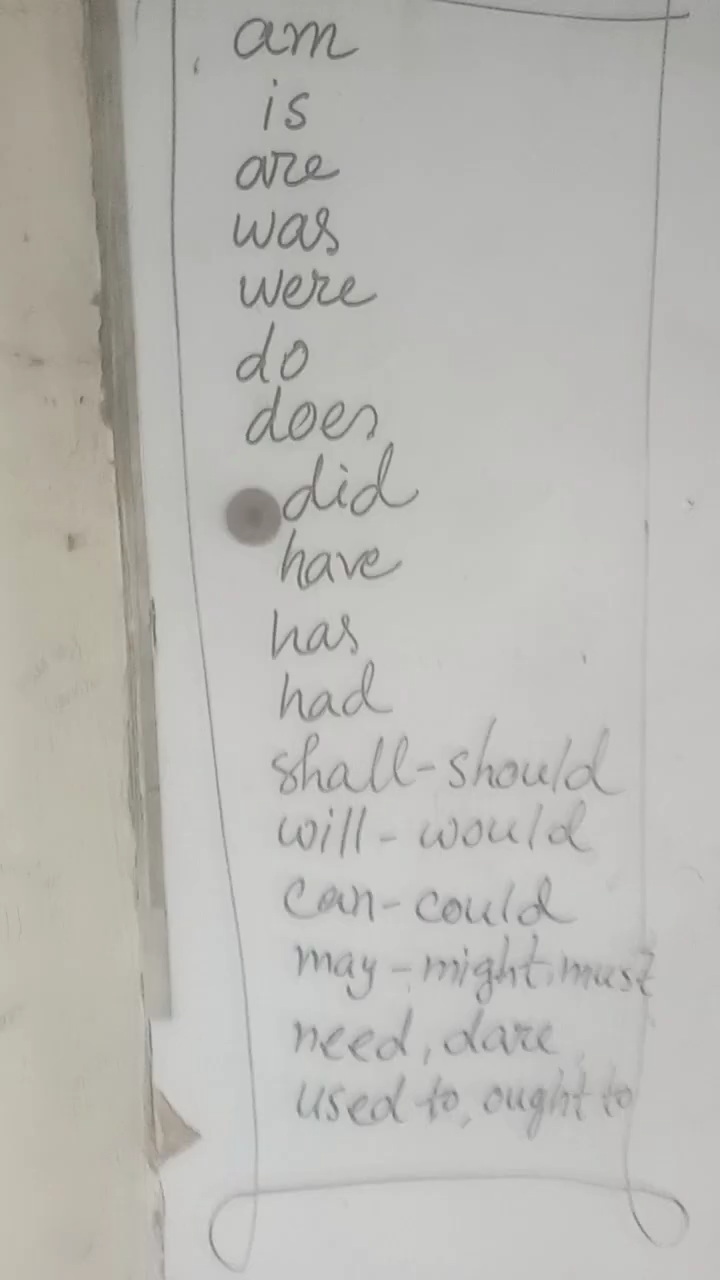 am
is
are
was
were
do
does
did
have
has
had
shall-should
will-would
can-could
may-might, must
need, dare
used to, ought to